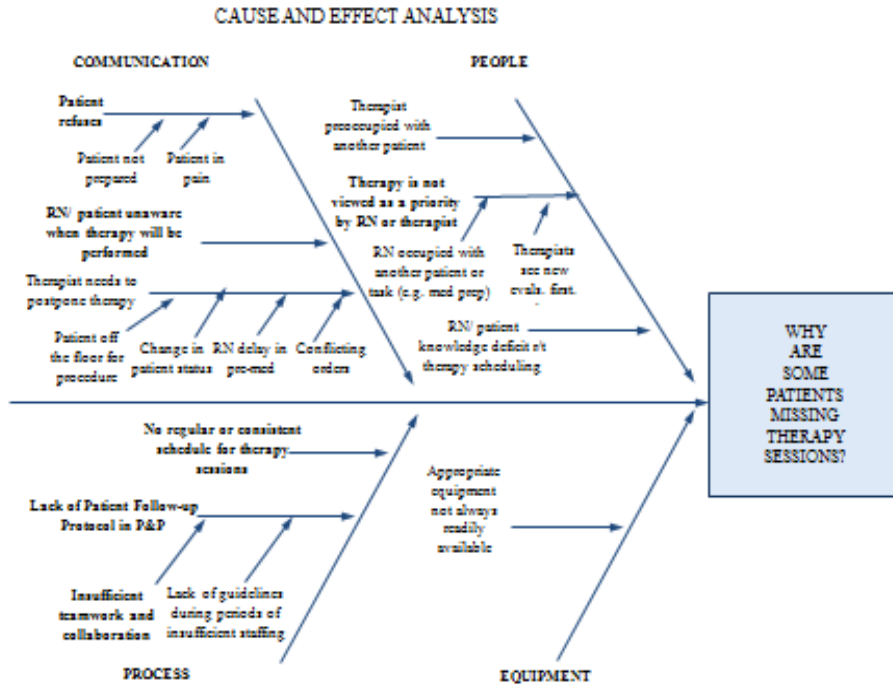 CAUSE AND EFFECT ANALYSIS
COMMUNICATION
PEOPLE
Patient
refuses
Patient not
prepared
Patient in
pain
RN/ patient unaware
when therapy will be
performed
Therapist needs to
postpone therapy
Patient off
the floor for
procedure
Change in
patient status
RN delay in
pre-med
Conflicting
orders
Therapist
preoccupied with
another patient
Therapy is not
viewed as a priority
by RN or therapist
RN occupied with
another patient or
task (e.g. med prep)
Therapists
see new
evals. first.
RN/ patient
knowledge deficit r/t
therapy scheduling
WHY
ARE
SOME
PATIENTS
MISSING
THERAPY
SESSIONS?
No regular or consistent
schedule for therapy
sessions
Lack of Patient Follow-up
Protocol in P&P
Insufficient
teamwork and
collaboration
Lack of guidelines
during periods of
insufficient staffing
Appropriate
equipment
not always
readily
available
PROCESS
EQUIPMENT